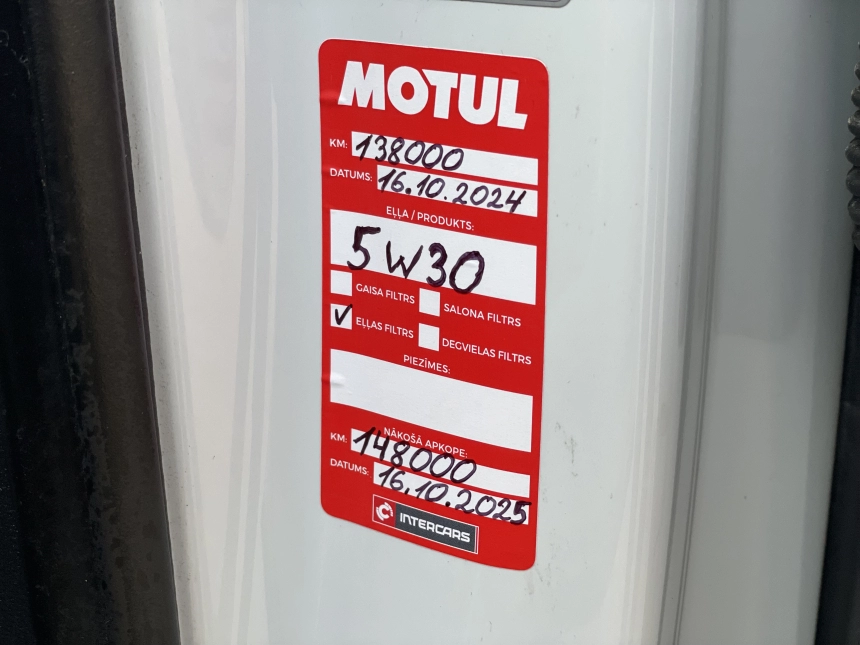 MOTUL
KM: 138000
DATUMS: 16.10.2024
EĻĻA / PRODUKTS:
5W30
GAISA FILTRS SALONA FILTRS
✓ EĻĻAS FILTRS DEGVIELAS FILTRS
PIEZĪMES:
NĀKOŠĀ APKOPE:
KM: 148000
DATUMS: 16.10.2025
INTERCARS